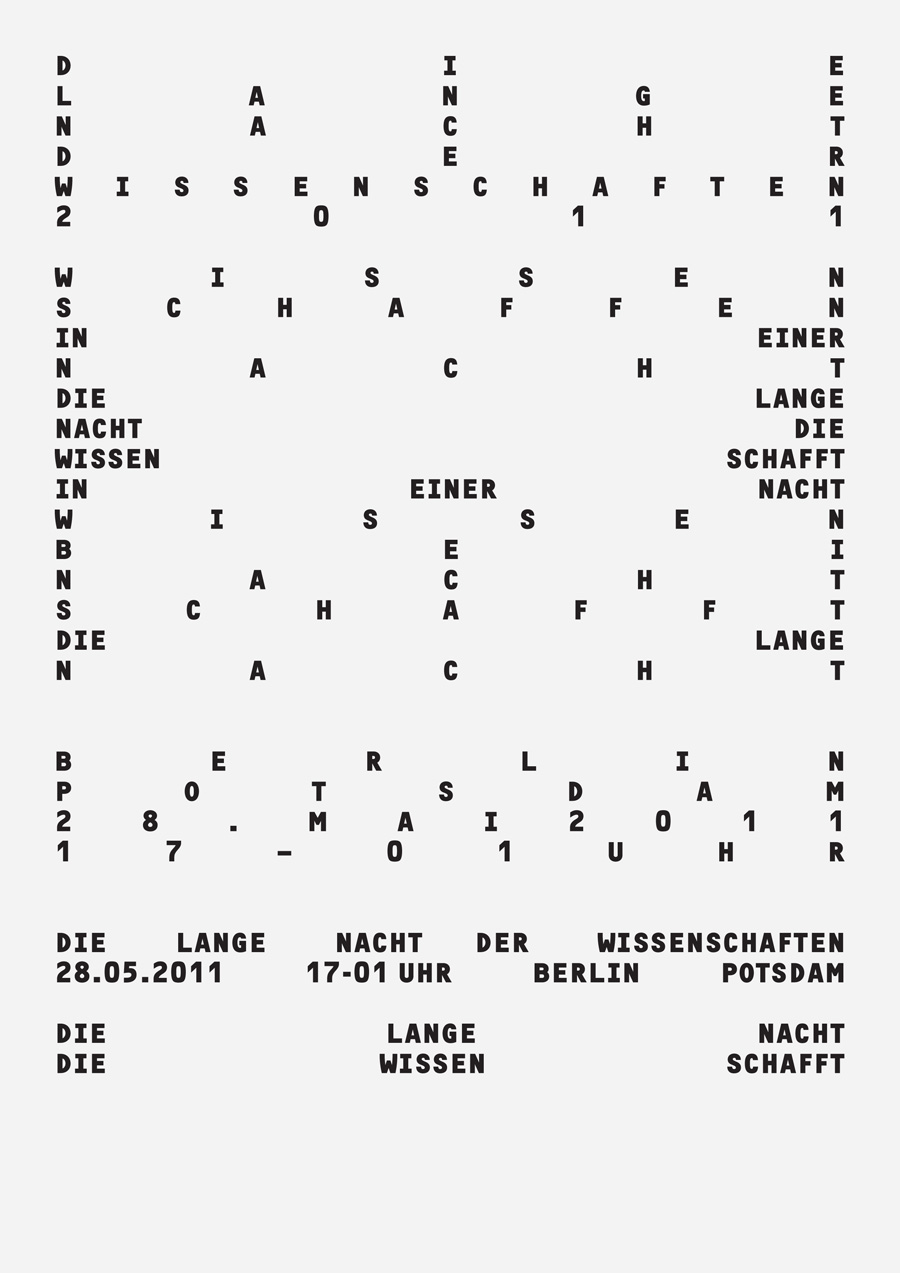 D I E
L A N G E
N A C H T
D E R
W I S S E N S C H A F T E N
2 0 1 1
W I S S E N
S C H A F F E N
IN EINER
N A C H T
DIE LANGE
NACHT DIE
WISSEN SCHAFFT
IN EINER NACHT
W I S S E N
B E I
N A C H T
S C H A F F T
DIE LANGE
N A C H T
B E R L I N
P O T S D A M
2 8 . M A I 2 0 1 1
1 7 – 0 1 U H R
DIE LANGE NACHT DER WISSENSCHAFTEN
28.05.2011 17-01 UHR BERLIN POTSDAM
DIE LANGE NACHT
DIE WISSEN SCHAFFT